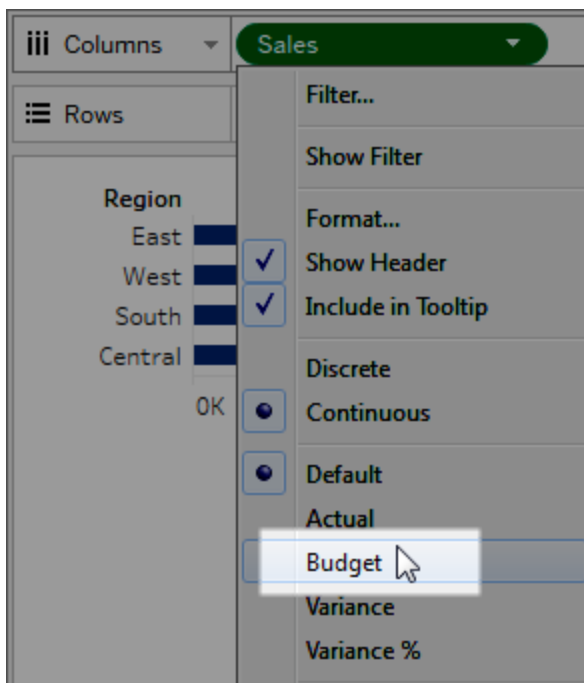 Columns
Sales
Rows
Filter...
Show Filter
Region
East
West
South
Central
0K
Format...
Show Header
Include in Tooltip
Discrete
Continuous
Default
Actual
Budget
Variance
Variance %